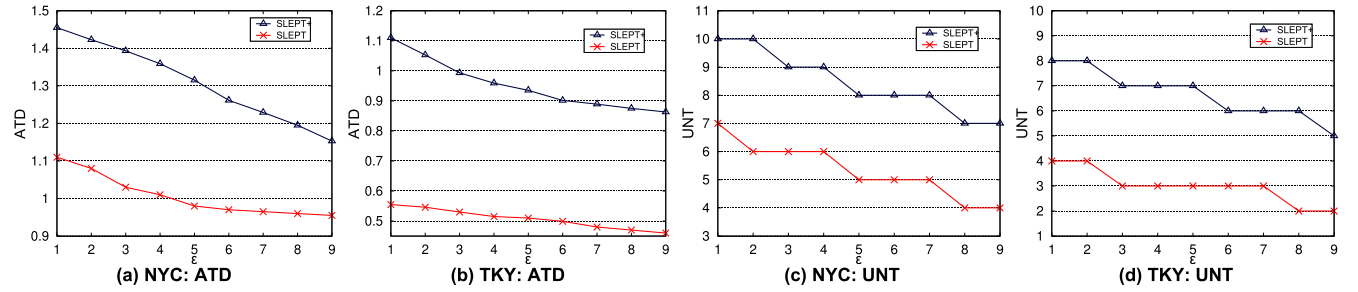 SLEPT+
SLEPT
ATD
1.5
1.4
1.3
1.2
1.1
1
0.9
1 2 3 4 5 6 7 8 9
ε
(a) NYC: ATD
SLEPT+
SLEPT
ATD
1.2
1.1
1
0.9
0.8
0.7
0.6
0.5
1 2 3 4 5 6 7 8 9
ε
(b) TKY: ATD
SLEPT+
SLEPT
UNT
11
10
9
8
7
6
5
4
3
1 2 3 4 5 6 7 8 9
ε
(c) NYC: UNT
SLEPT+
SLEPT
UNT
10
9
8
7
6
5
4
3
2
1
1 2 3 4 5 6 7 8 9
ε
(d) TKY: UNT